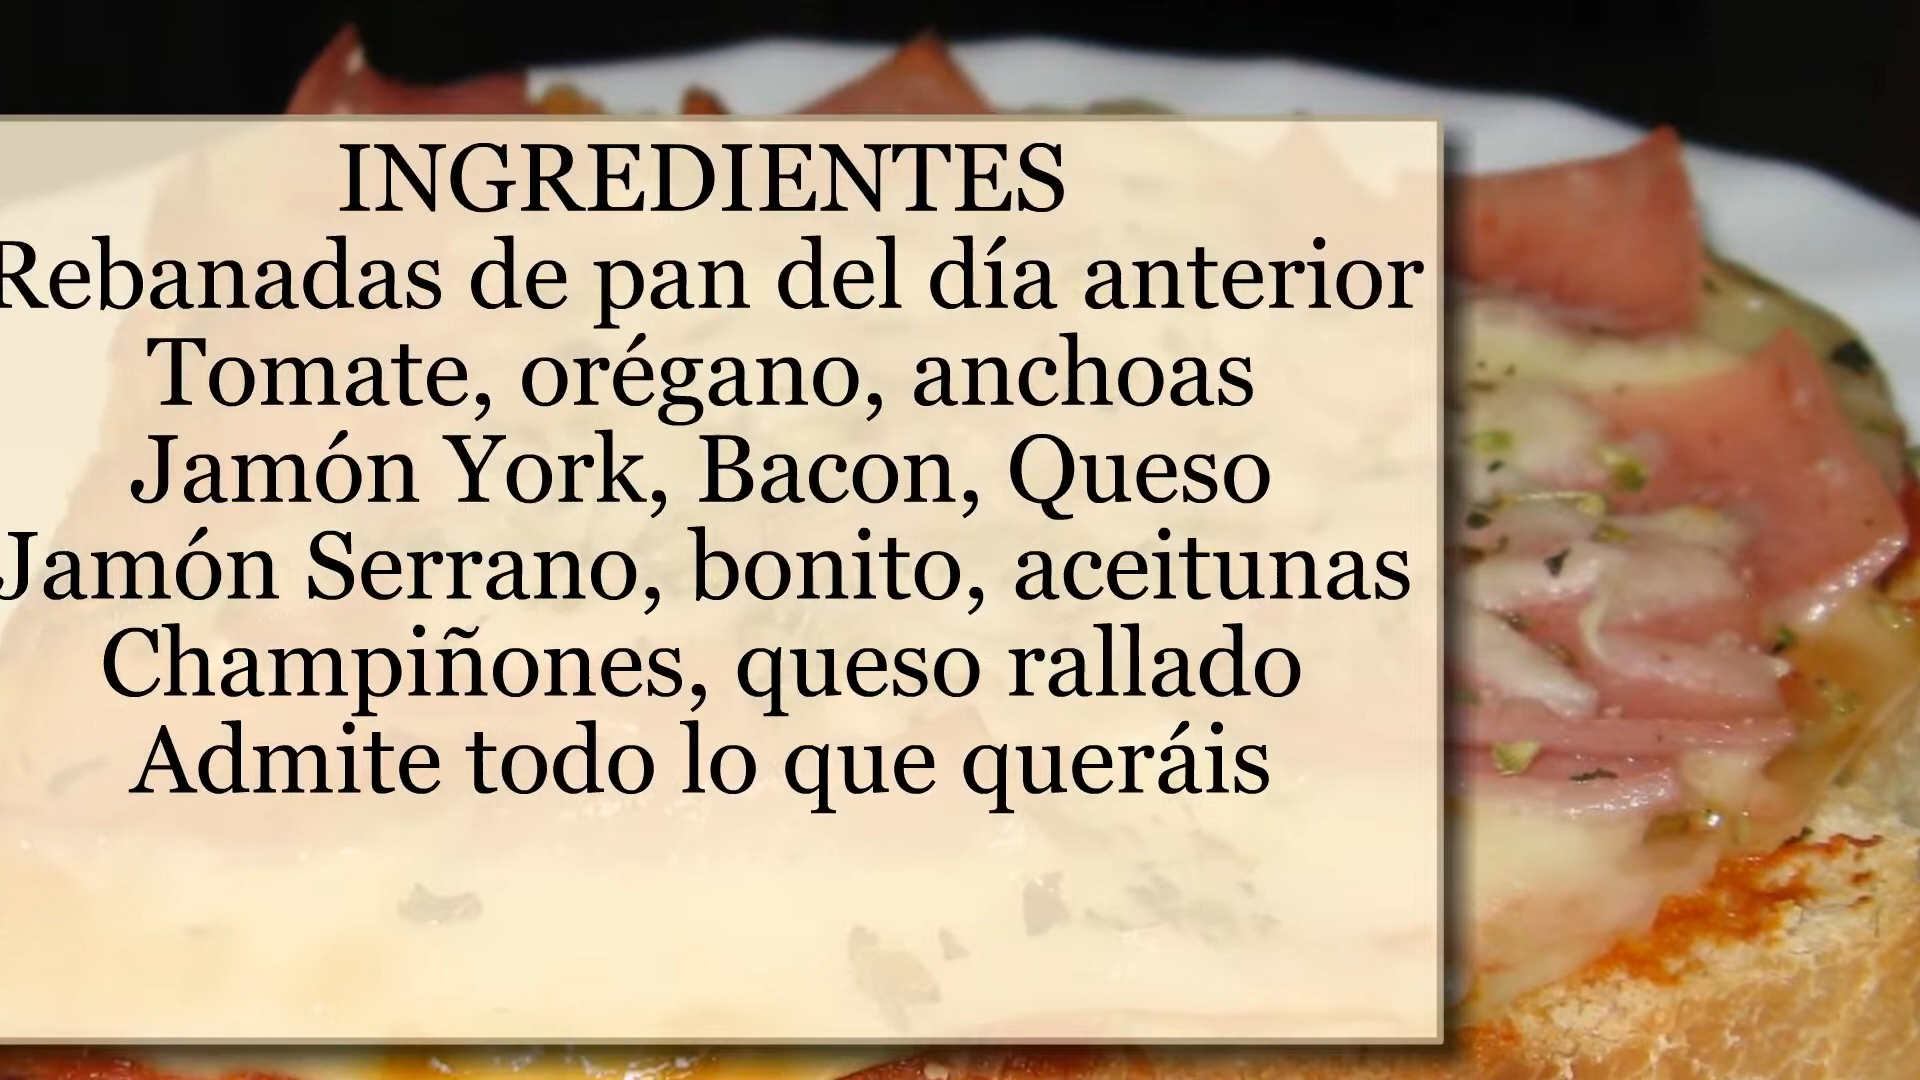 INGREDIENTES
Rebanadas de pan del día anterior
Tomate, orégano, anchoas
Jamón York, Bacon, Queso
Jamón Serrano, bonito, aceitunas
Champiñones, queso rallado
Admite todo lo que queráis